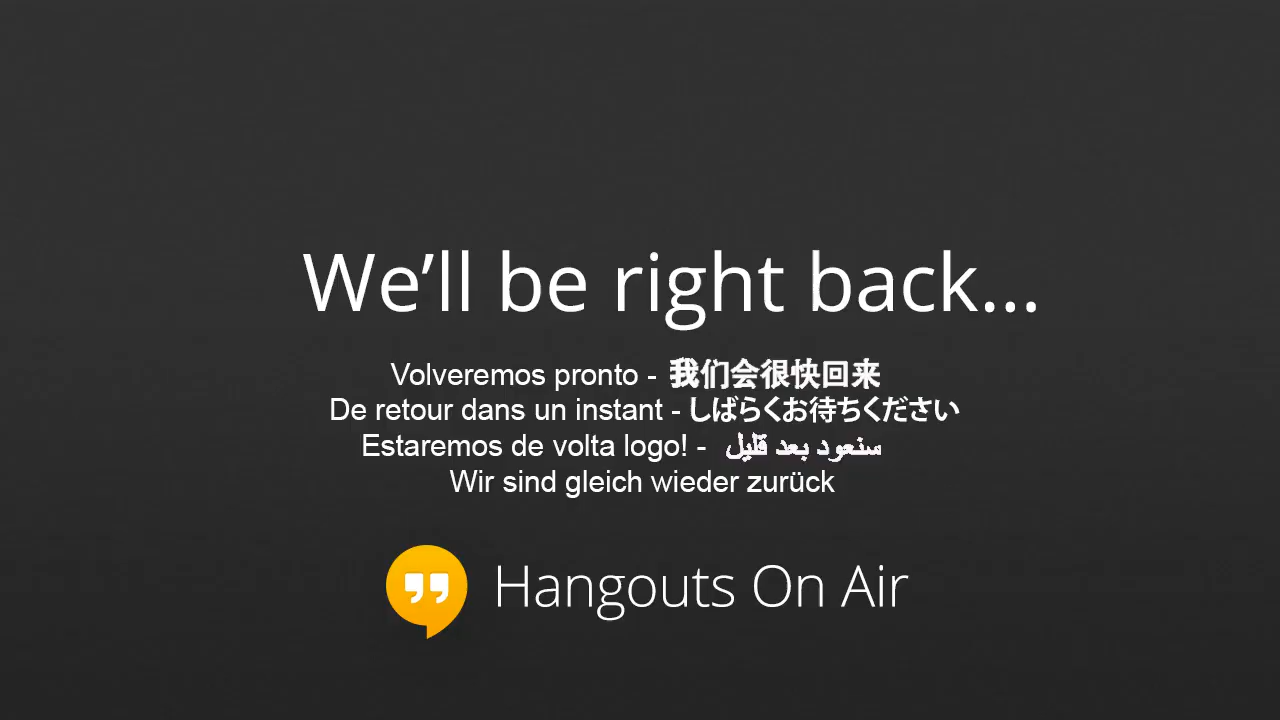 We'll be right back...
Volveremos pronto - 我们会很快回来
De retour dans un instant - しばらくお待ちください
Estaremos de volta logo! - سنعود بعد قليل
Wir sind gleich wieder zurück
Hangouts On Air